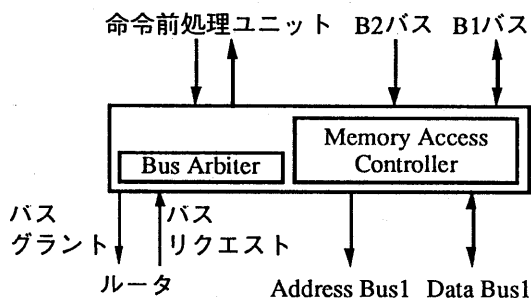 命令前処理ユニット B2バス B1バス
Memory Access
Controller
Bus Arbiter
バス
グラント
バス
リクエスト
ルータ
Address Bus1 Data Bus1